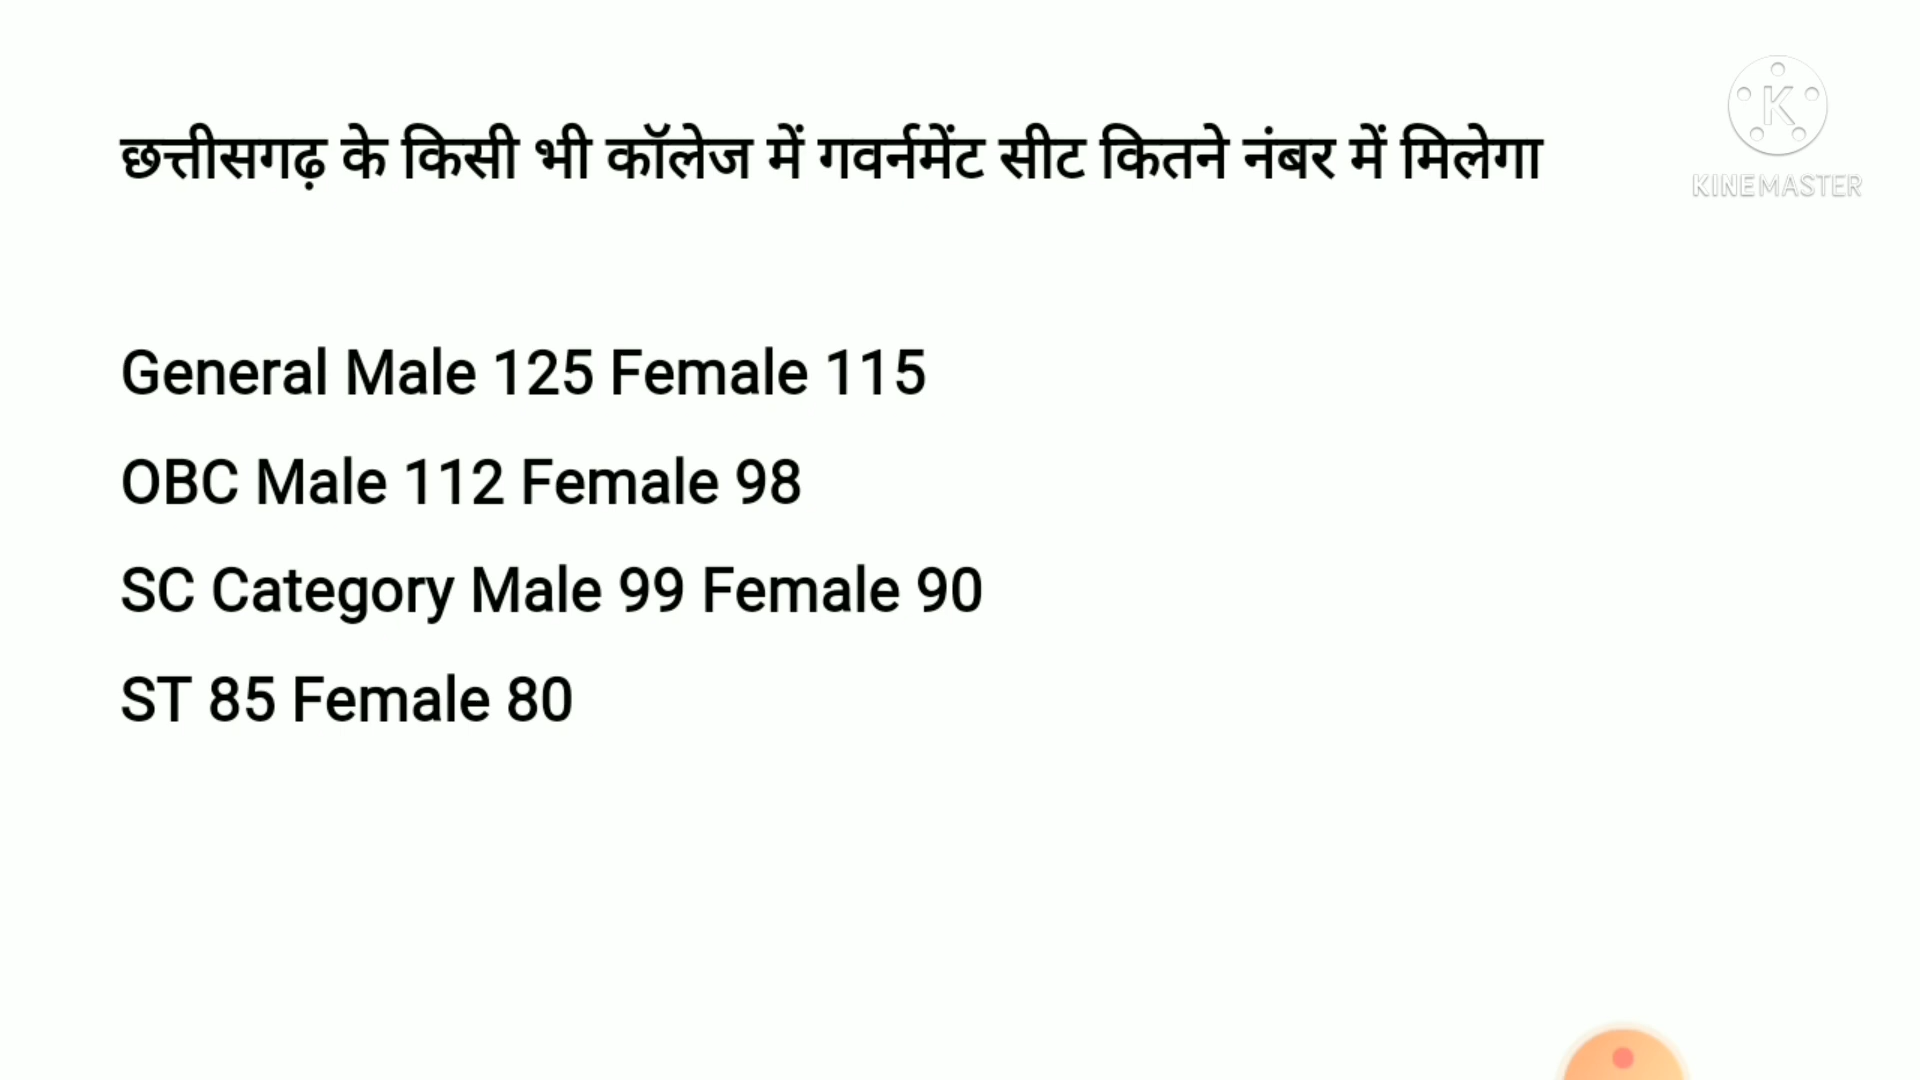 छत्तीसगढ़ के किसी भी कॉलेज में गवर्नमेंट सीट कितने नंबर में मिलेगा
K
KINEMASTER
General Male 125 Female 115
OBC Male 112 Female 98
SC Category Male 99 Female 90
ST 85 Female 80